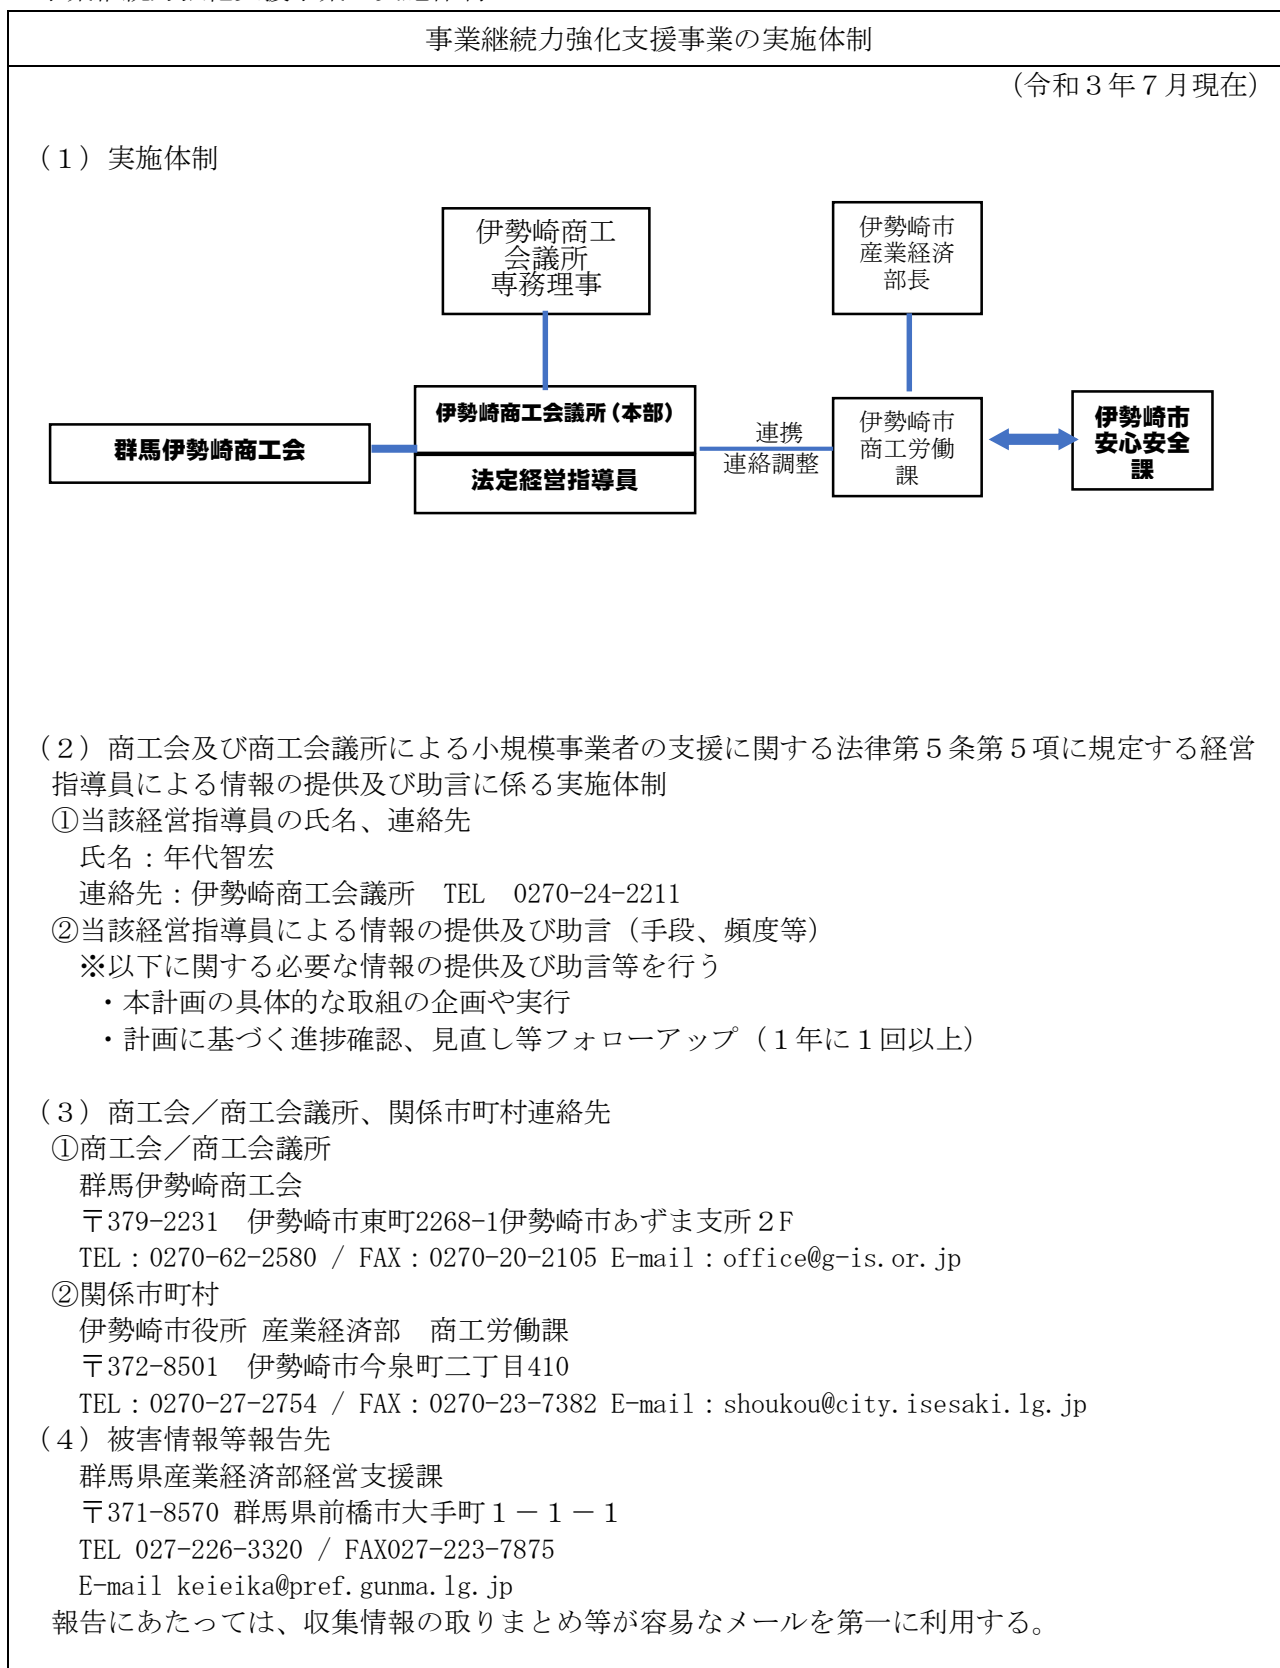 事業継続力強化支援事業の実施体制
（令和３年７月現在）
（１）実施体制
伊勢崎商工
会議所
専務理事
伊勢崎市
産業経済
部長
群馬伊勢崎商工会
伊勢崎商工会議所（本部）
法定経営指導員
連携
連絡調整
伊勢崎市
商工労働
課
伊勢崎市
安心安全
課
（２）商工会及び商工会議所による小規模事業者の支援に関する法律第５条第５項に規定する経営
指導員による情報の提供及び助言に係る実施体制
①当該経営指導員の氏名、連絡先
氏名：年代智宏
連絡先：伊勢崎商工会議所　TEL　0270-24-2211
②当該経営指導員による情報の提供及び助言（手段、頻度等）
※以下に関する必要な情報の提供及び助言等を行う
・本計画の具体的な取組の企画や実行
・計画に基づく進捗確認、見直し等フォローアップ（１年に１回以上）
（３）商工会／商工会議所、関係市町村連絡先
①商工会／商工会議所
群馬伊勢崎商工会
〒379-2231　伊勢崎市東町2268-1伊勢崎市あずま支所２F
TEL：0270-62-2580 / FAX：0270-20-2105 E-mail：office@g-is.or.jp
②関係市町村
伊勢崎市役所 産業経済部　商工労働課
〒372-8501　伊勢崎市今泉町二丁目410
TEL：0270-27-2754 / FAX：0270-23-7382 E-mail：shoukou@city.isesaki.lg.jp
（４）被害情報等報告先
群馬県産業経済部経営支援課
〒371-8570 群馬県前橋市大手町１－１－１
TEL 027-226-3320 / FAX027-223-7875
E-mail keieika@pref.gunma.lg.jp
報告にあたっては、収集情報の取りまとめ等が容易なメールを第一に利用する。